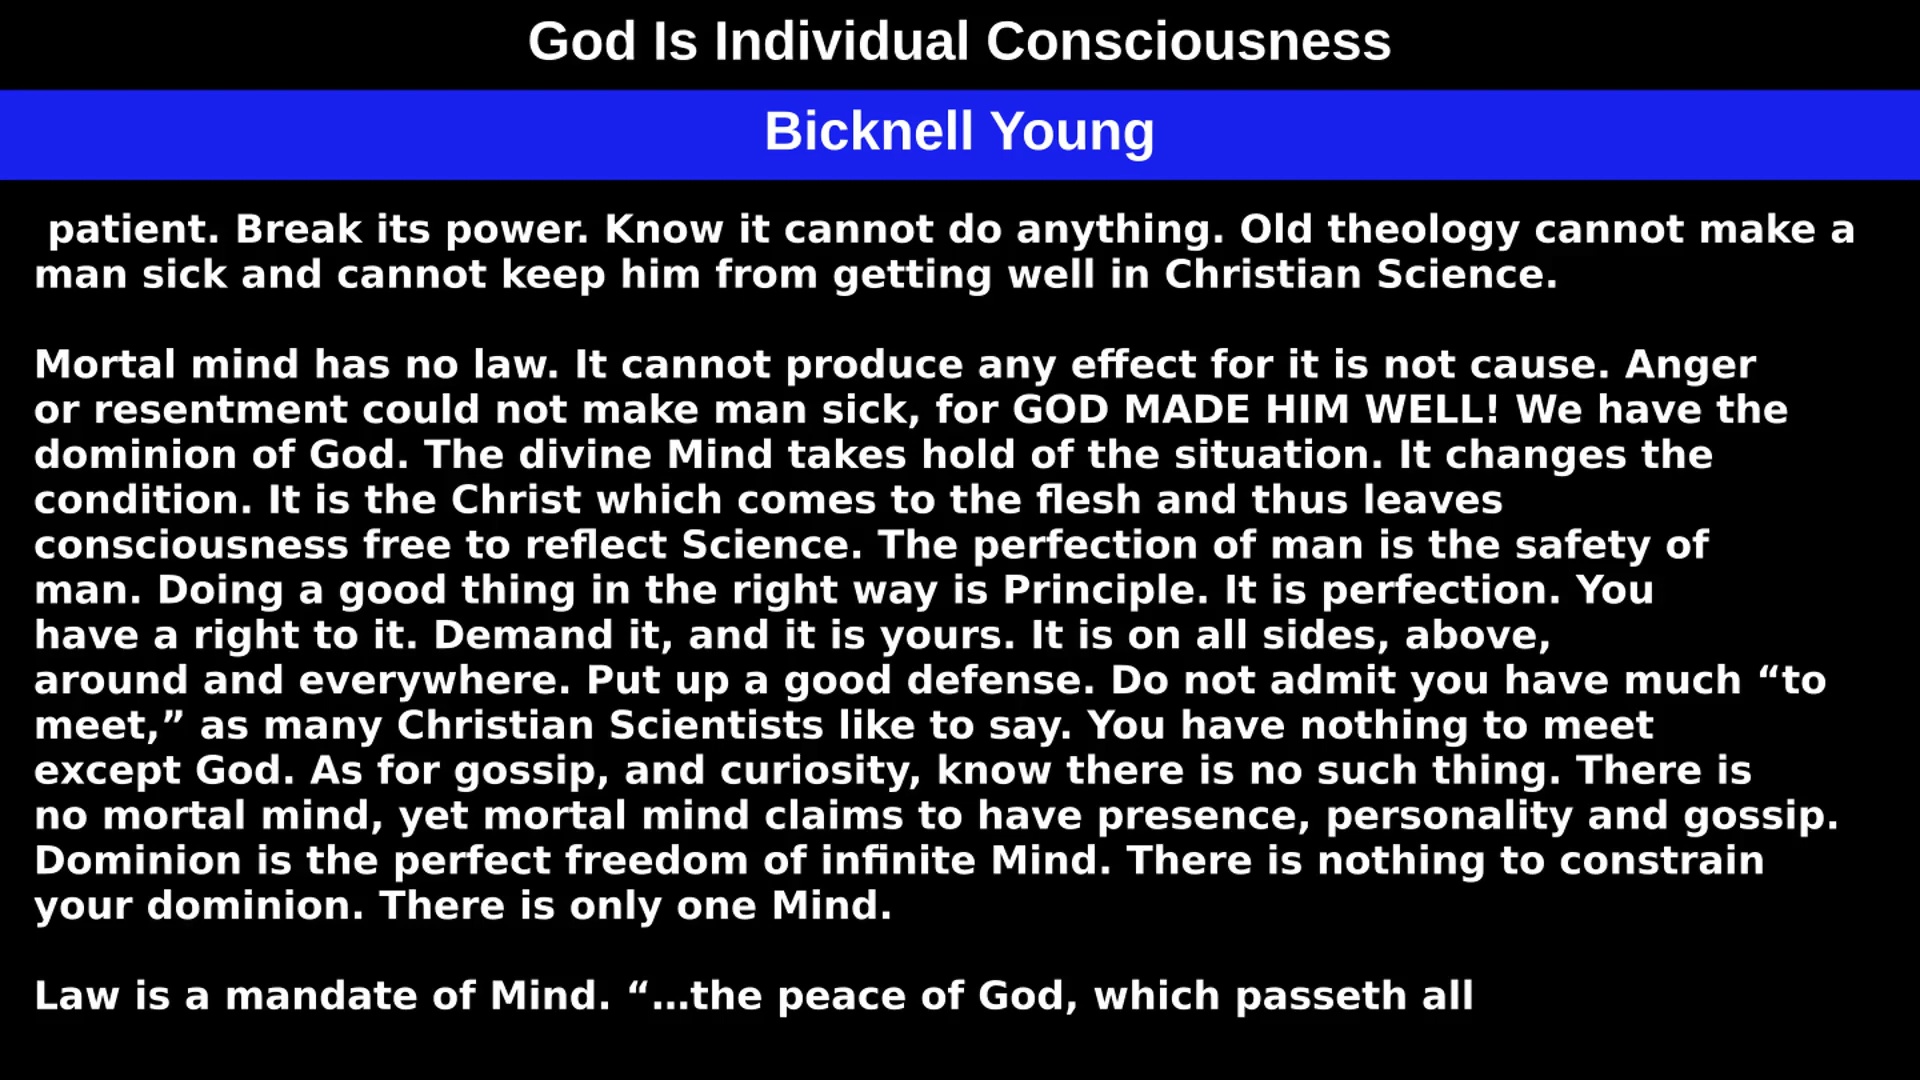 God Is Individual Consciousness
Bicknell Young
patient. Break its power. Know it cannot do anything. Old theology cannot make a
man sick and cannot keep him from getting well in Christian Science.
Mortal mind has no law. It cannot produce any effect for it is not cause. Anger
or resentment could not make man sick, for GOD MADE HIM WELL! We have the
dominion of God. The divine Mind takes hold of the situation. It changes the
condition. It is the Christ which comes to the flesh and thus leaves
consciousness free to reflect Science. The perfection of man is the safety of
man. Doing a good thing in the right way is Principle. It is perfection. You
have a right to it. Demand it, and it is yours. It is on all sides, above,
around and everywhere. Put up a good defense. Do not admit you have much “to
meet,” as many Christian Scientists like to say. You have nothing to meet
except God. As for gossip, and curiosity, know there is no such thing. There is
no mortal mind, yet mortal mind claims to have presence, personality and gossip.
Dominion is the perfect freedom of infinite Mind. There is nothing to constrain
your dominion. There is only one Mind.
Law is a mandate of Mind. “…the peace of God, which passeth all